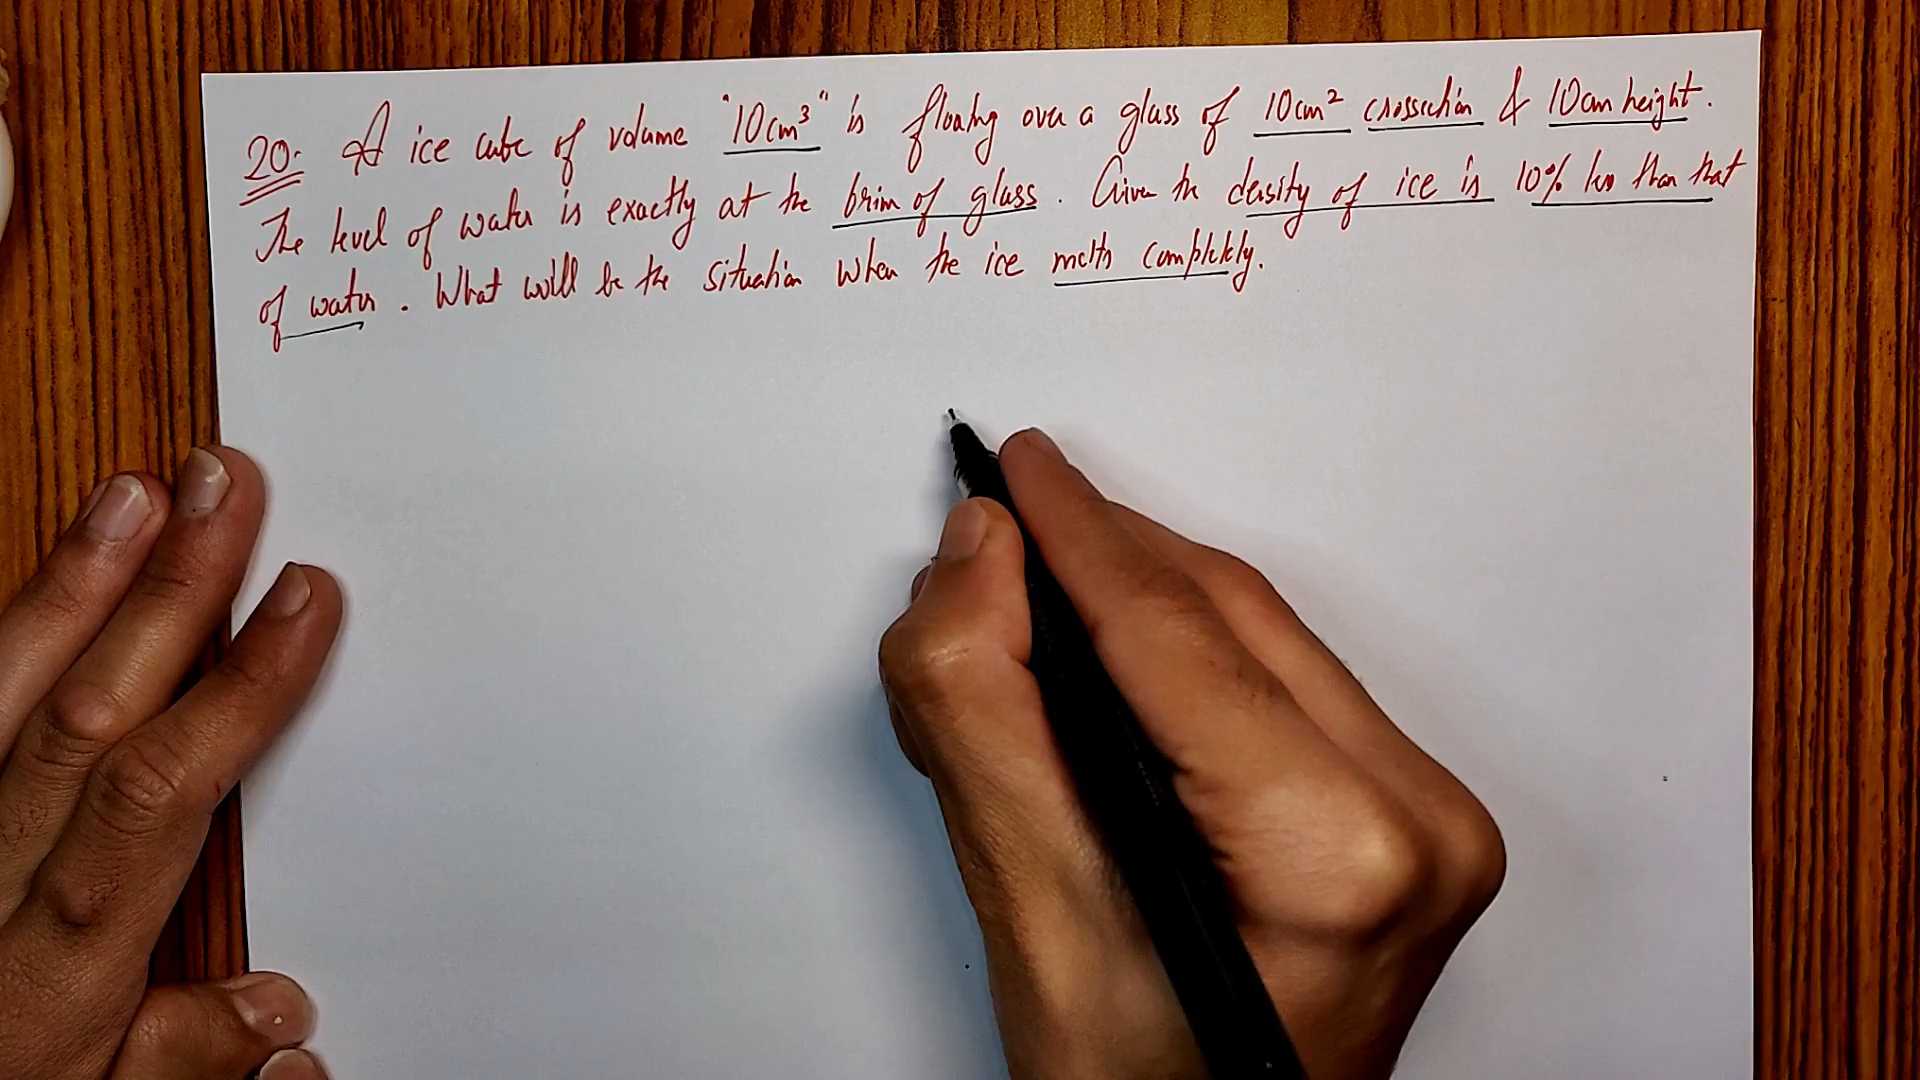 20:- A ice cube of volume "10cm³" is floating over a glass of 10cm² crossection & 10cm height.
The level of water is exactly at the brim of glass. Given the density of ice is 10% less than that
of water. What will be the situation when the ice melts completely.